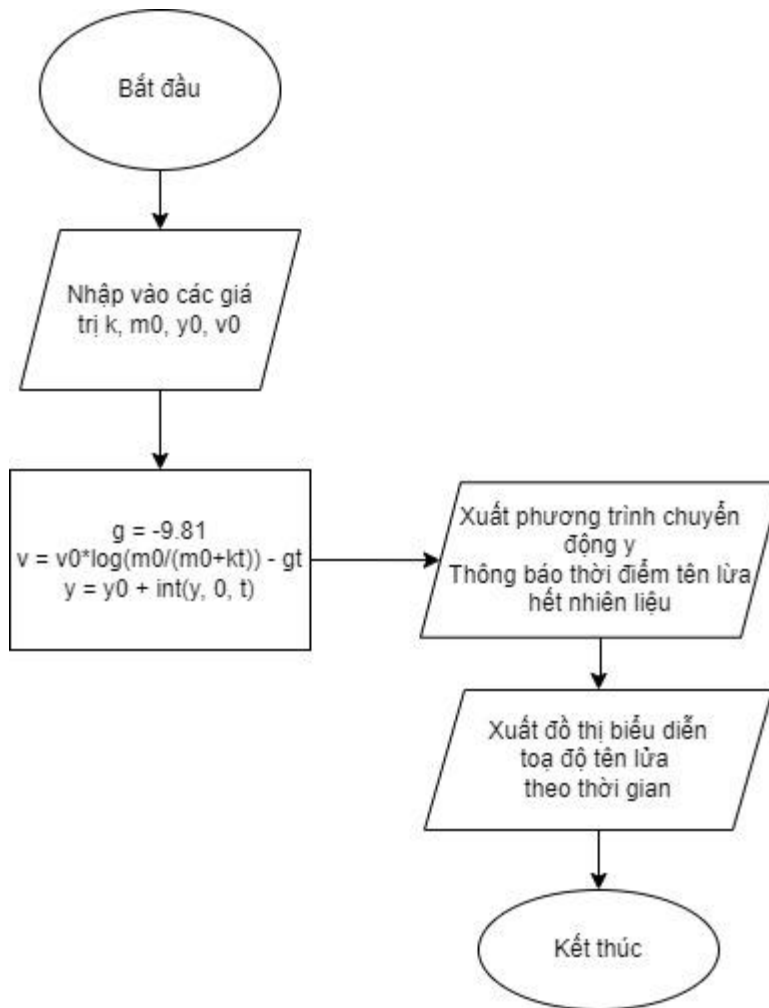 Bắt đầu
Nhập vào các giá
trị k, m0, y0, v0
g = -9.81
v = v0*log(m0/(m0+kt)) - gt
y = y0 + int(y, 0, t)
Xuất phương trình chuyển
động y
Thông báo thời điểm tên lừa
hết nhiên liệu
Xuất đồ thị biểu diễn
toạ độ tên lửa
theo thời gian
Kết thúc